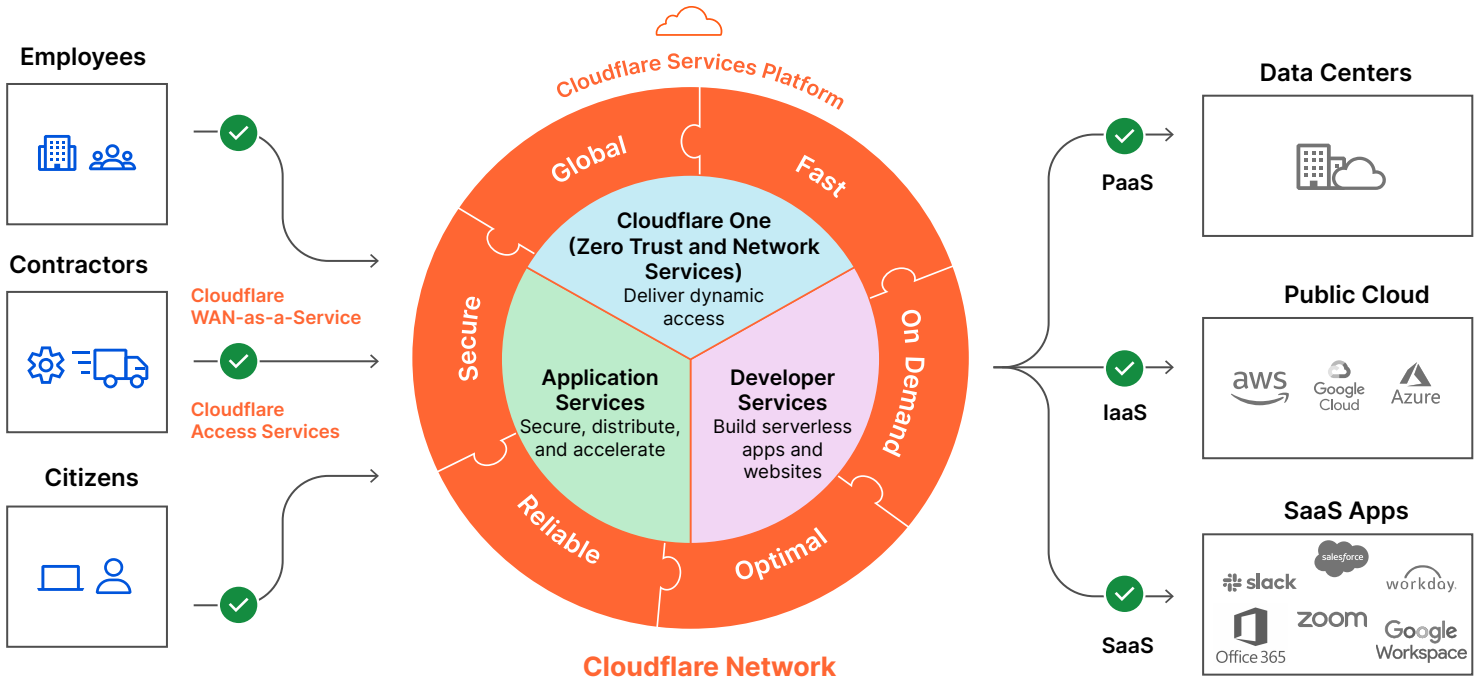 Employees
Contractors
Cloudflare
WAN-as-a-Service
Cloudflare
Access Services
Citizens
Cloudflare Services Platform
Global
Fast
Secure
On Demand
Reliable
Optimal
Cloudflare One
(Zero Trust and Network
Services)
Deliver dynamic
access
Application
Services
Secure, distribute,
and accelerate
Developer
Services
Build serverless
apps and
websites
Cloudflare Network
PaaS
IaaS
SaaS
Data Centers
Public Cloud
aws
Google
Cloud
Azure
SaaS Apps
salesforce
slack
workday.
Office 365
zoom
Google
Workspace